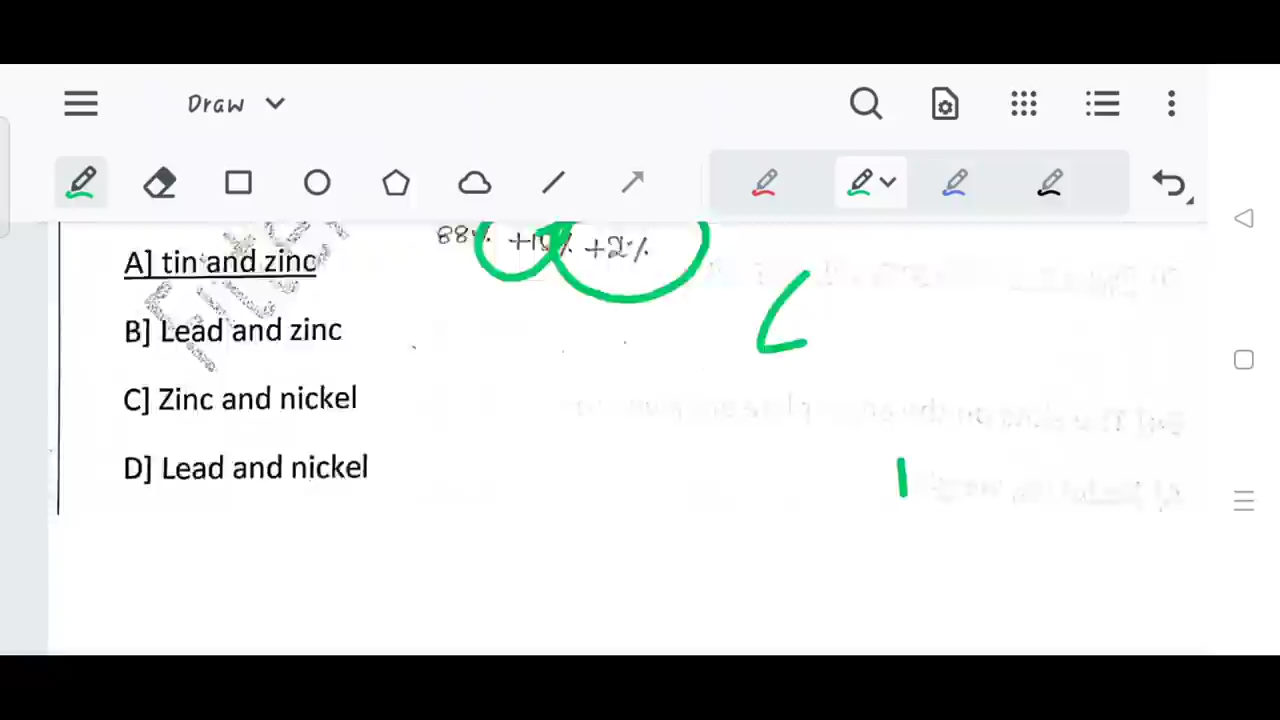 Draw
88% +10% +2%
A] tin and zinc
B] Lead and zinc
C] Zinc and nickel
D] Lead and nickel